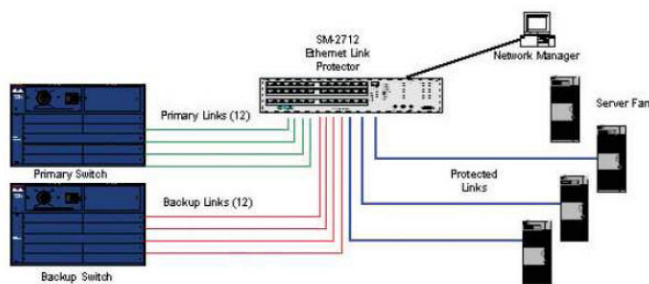 SM-2712
Ethernet Link
Protector
Network Manager
Primary Links (12)
Server Fan
Primary Switch
Protected
Links
Backup Links (12)
Backup Switch